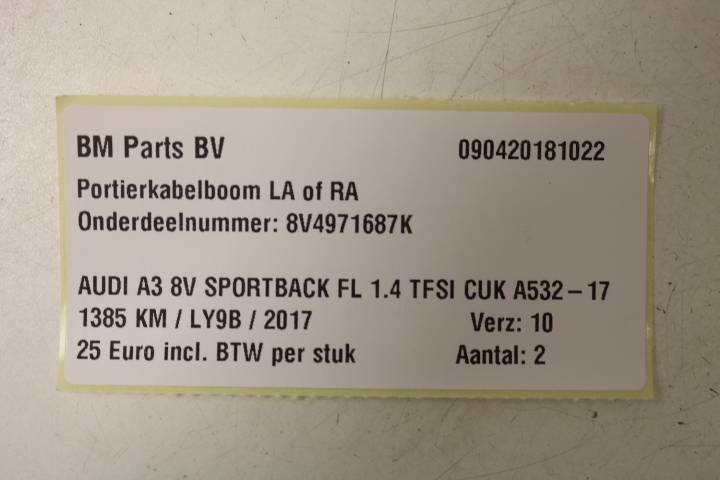 BM Parts BV 090420181022
Portierkabelboom LA of RA
Onderdeelnummer: 8V4971687K
AUDI A3 8V SPORTBACK FL 1.4 TFSI CUK A532-17
1385 KM / LY9B / 2017 Verz: 10
25 Euro incl. BTW per stuk Aantal: 2